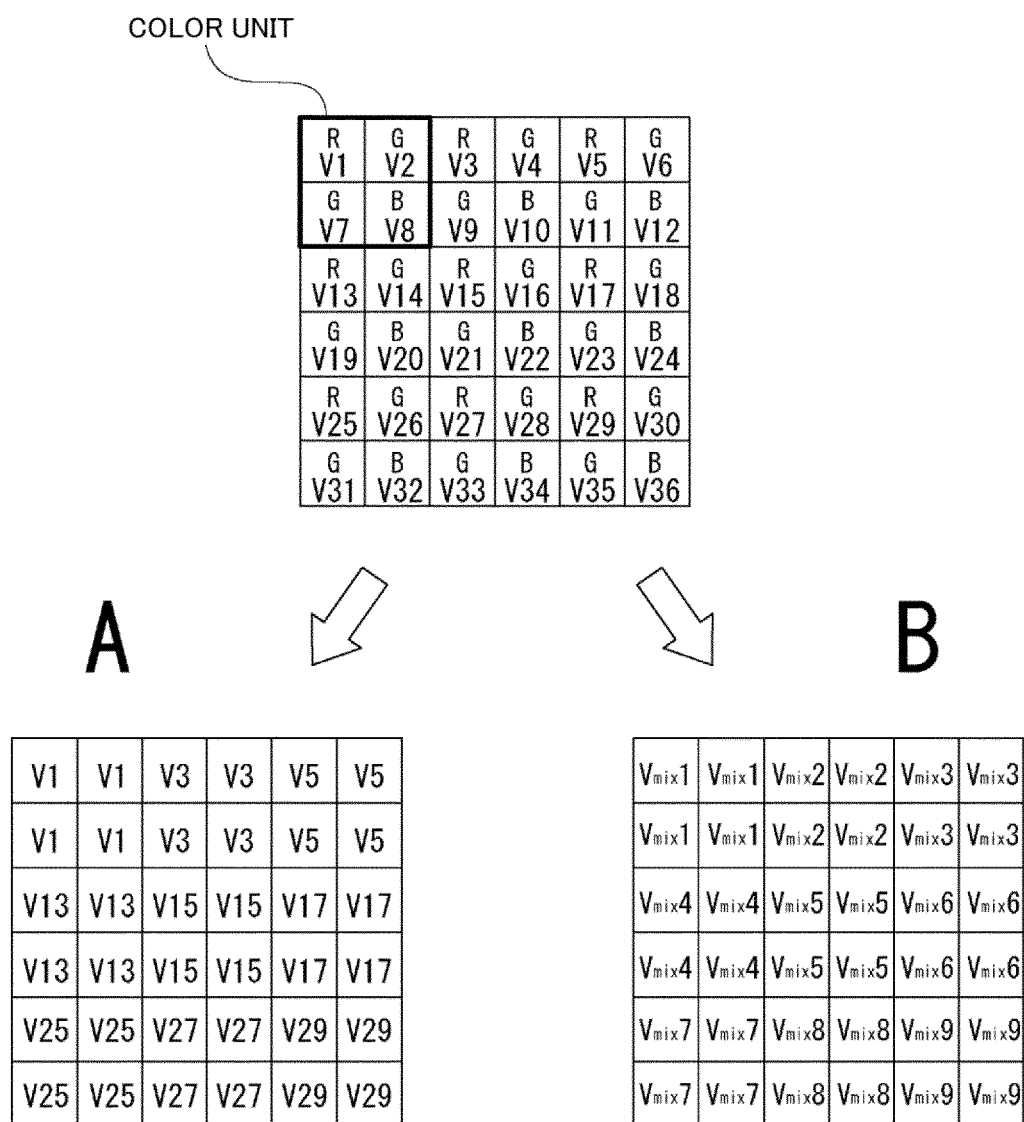 COLOR UNIT
R G R G R G
V1 V2 V3 V4 V5 V6
G B G B G B
V7 V8 V9 V10 V11 V12
R G R G R G
V13 V14 V15 V16 V17 V18
G B G B G B
V19 V20 V21 V22 V23 V24
R G R G R G
V25 V26 V27 V28 V29 V30
G B G B G B
V31 V32 V33 V34 V35 V36
A B
V1 V1 V3 V3 V5 V5
V1 V1 V3 V3 V5 V5
V13 V13 V15 V15 V17 V17
V13 V13 V15 V15 V17 V17
V25 V25 V27 V27 V29 V29
V25 V25 V27 V27 V29 V29
Vmix1 Vmix1 Vmix2 Vmix2 Vmix3 Vmix3
Vmix1 Vmix1 Vmix2 Vmix2 Vmix3 Vmix3
Vmix4 Vmix4 Vmix5 Vmix5 Vmix6 Vmix6
Vmix4 Vmix4 Vmix5 Vmix5 Vmix6 Vmix6
Vmix7 Vmix7 Vmix8 Vmix8 Vmix9 Vmix9
Vmix7 Vmix7 Vmix8 Vmix8 Vmix9 Vmix9